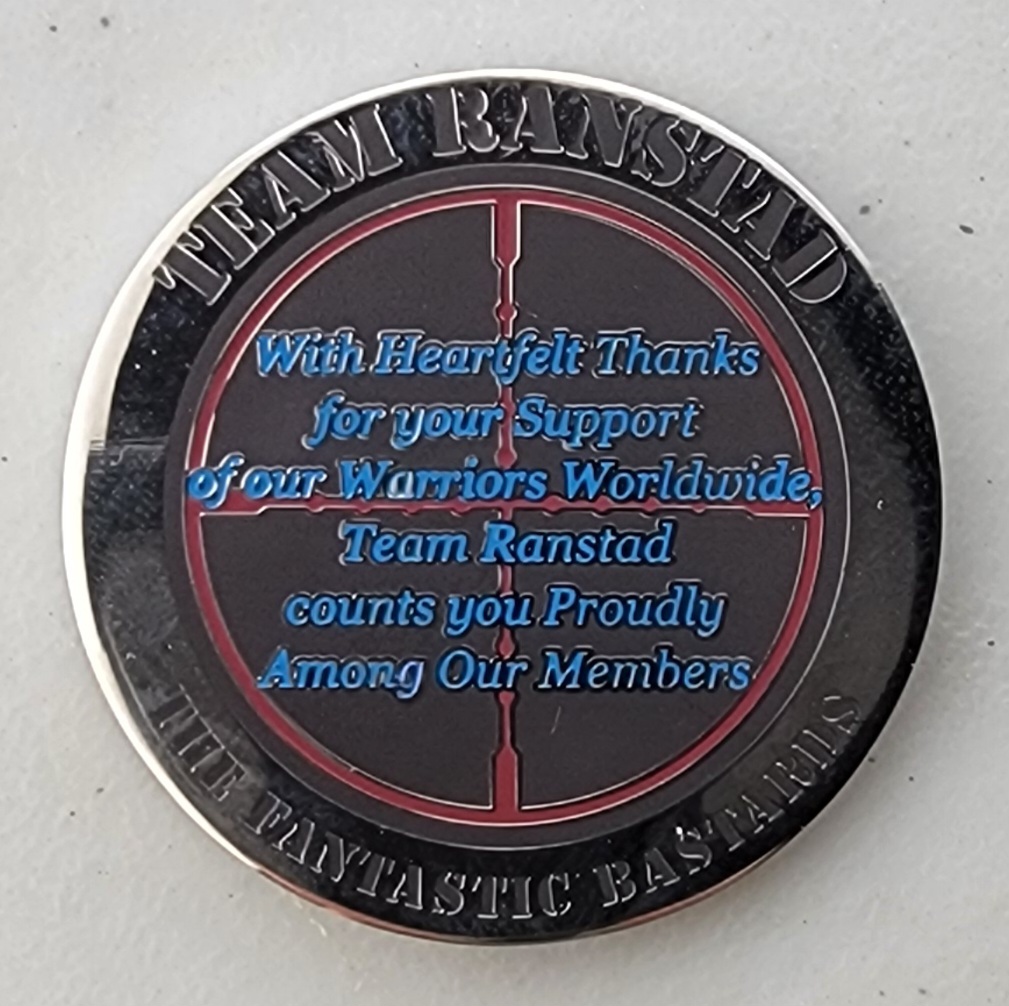 TEAM RANSTAD
With Heartfelt Thanks
for your Support
of our Warriors Worldwide,
Team Ranstad
counts you Proudly
Among Our Members
THE FANTASTIC BASTARDS